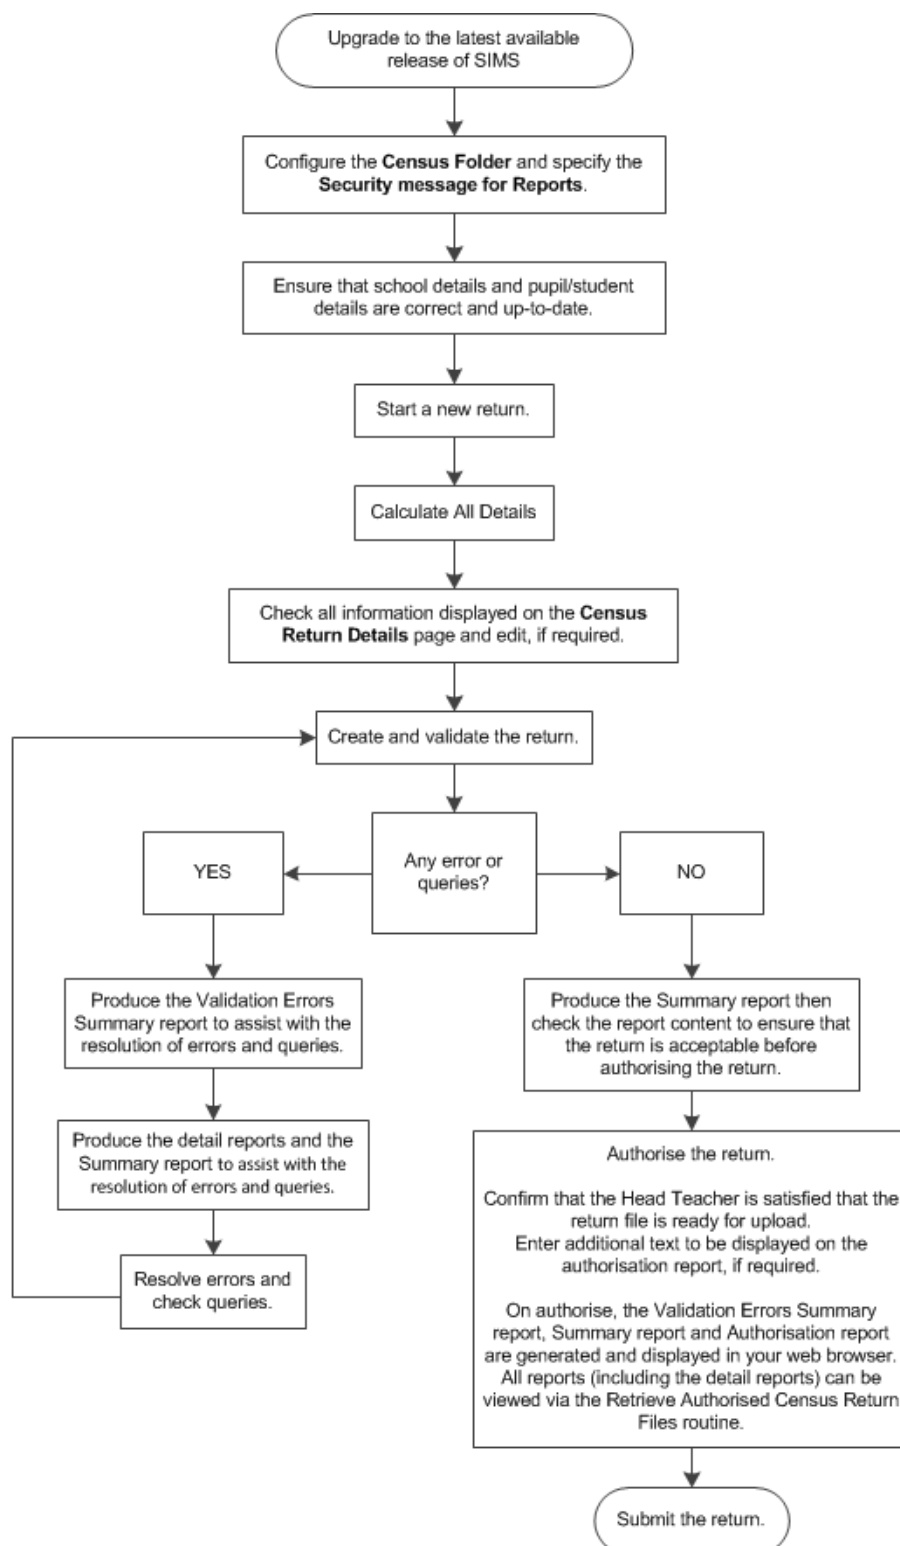 Upgrade to the latest available
release of SIMS
Configure the Census Folder and specify the
Security message for Reports.
Ensure that school details and pupil/student
details are correct and up-to-date.
Start a new return.
Calculate All Details
Check all information displayed on the Census
Return Details page and edit, if required.
Create and validate the return.
Any error or
queries?
YES
NO
Produce the Validation Errors
Summary report to assist with the
resolution of errors and queries.
Produce the detail reports and the
Summary report to assist with the
resolution of errors and queries.
Resolve errors and
check queries.
Produce the Summary report then
check the report content to ensure that
the return is acceptable before
authorising the return.
Authorise the return.
Confirm that the Head Teacher is satisfied that the
return file is ready for upload.
Enter additional text to be displayed on the
authorisation report, if required.
On authorise, the Validation Errors Summary
report, Summary report and Authorisation report
are generated and displayed in your web browser.
All reports (including the detail reports) can be
viewed via the Retrieve Authorised Census Return
Files routine.
Submit the return.